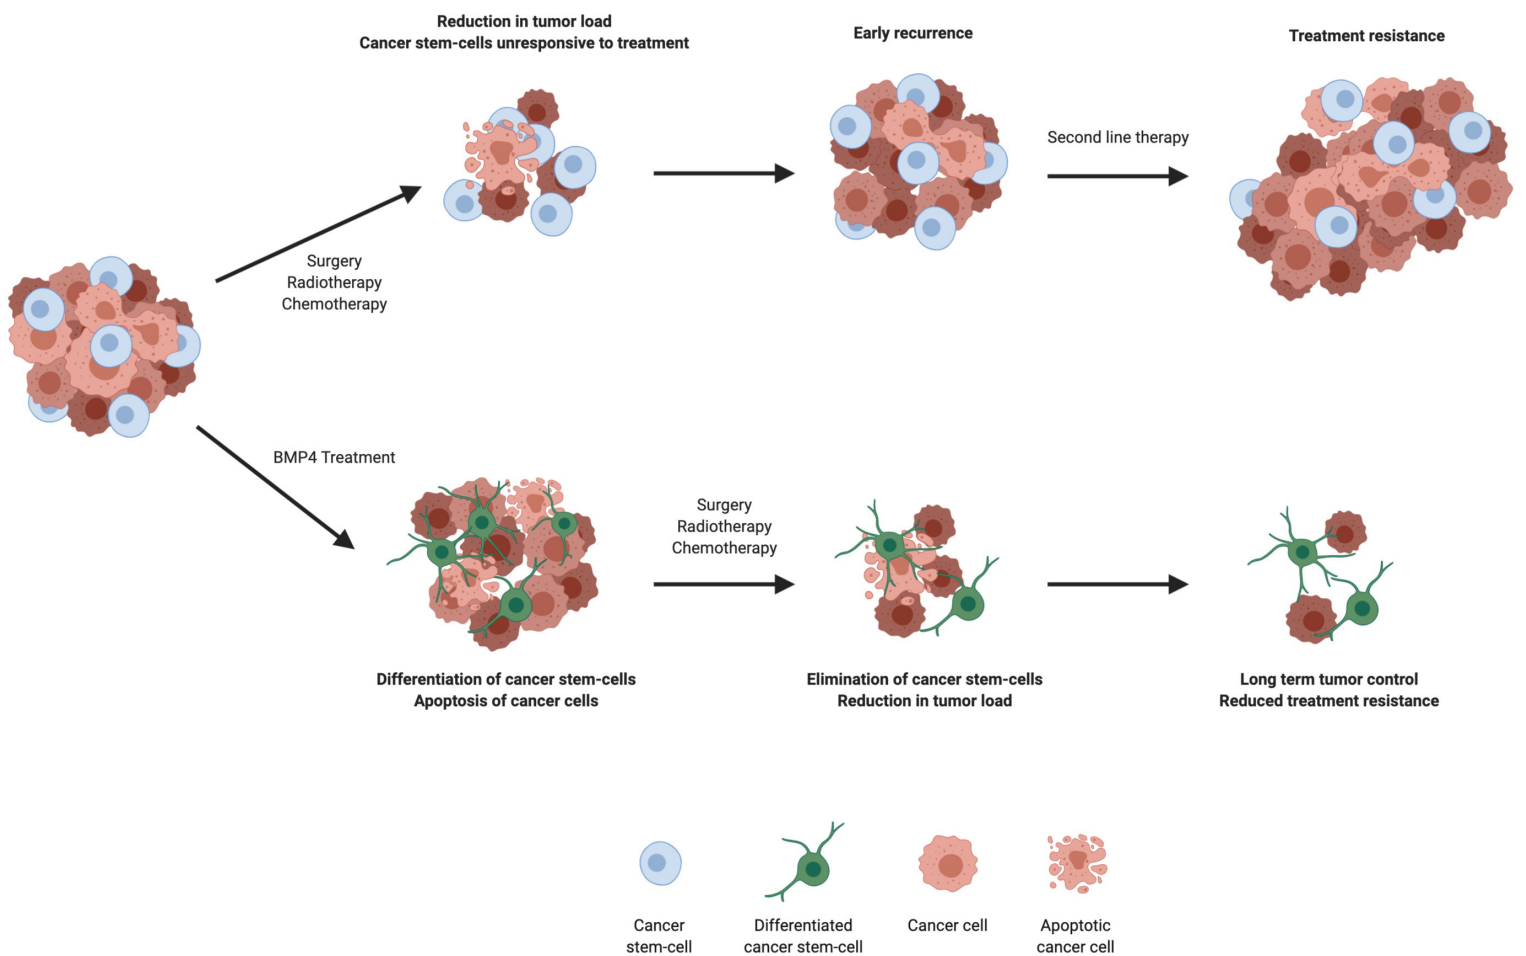 Reduction in tumor load
Cancer stem-cells unresponsive to treatment
Early recurrence
Treatment resistance
Second line therapy
Surgery
Radiotherapy
Chemotherapy
BMP4 Treatment
Surgery
Radiotherapy
Chemotherapy
Differentiation of cancer stem-cells
Apoptosis of cancer cells
Elimination of cancer stem-cells
Reduction in tumor load
Long term tumor control
Reduced treatment resistance
Cancer
stem-cell
Differentiated
cancer stem-cell
Cancer cell
Apoptotic
cancer cell